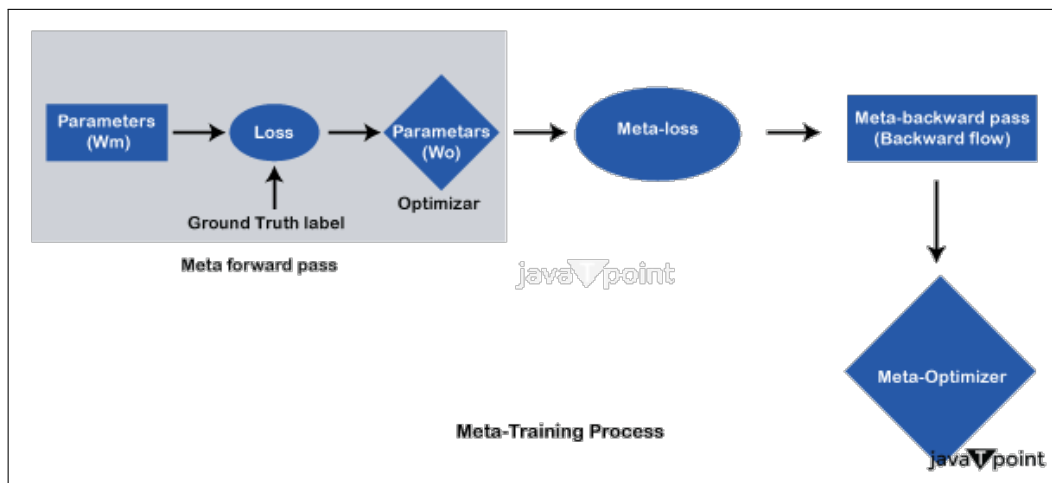 Parameters
(Wm)
Loss
Parametars
(Wo)
Optimizar
Ground Truth label
Meta forward pass
Meta-loss
Meta-backward pass
(Backward flow)
javaTpoint
Meta-Optimizer
Meta-Training Process
javaTpoint